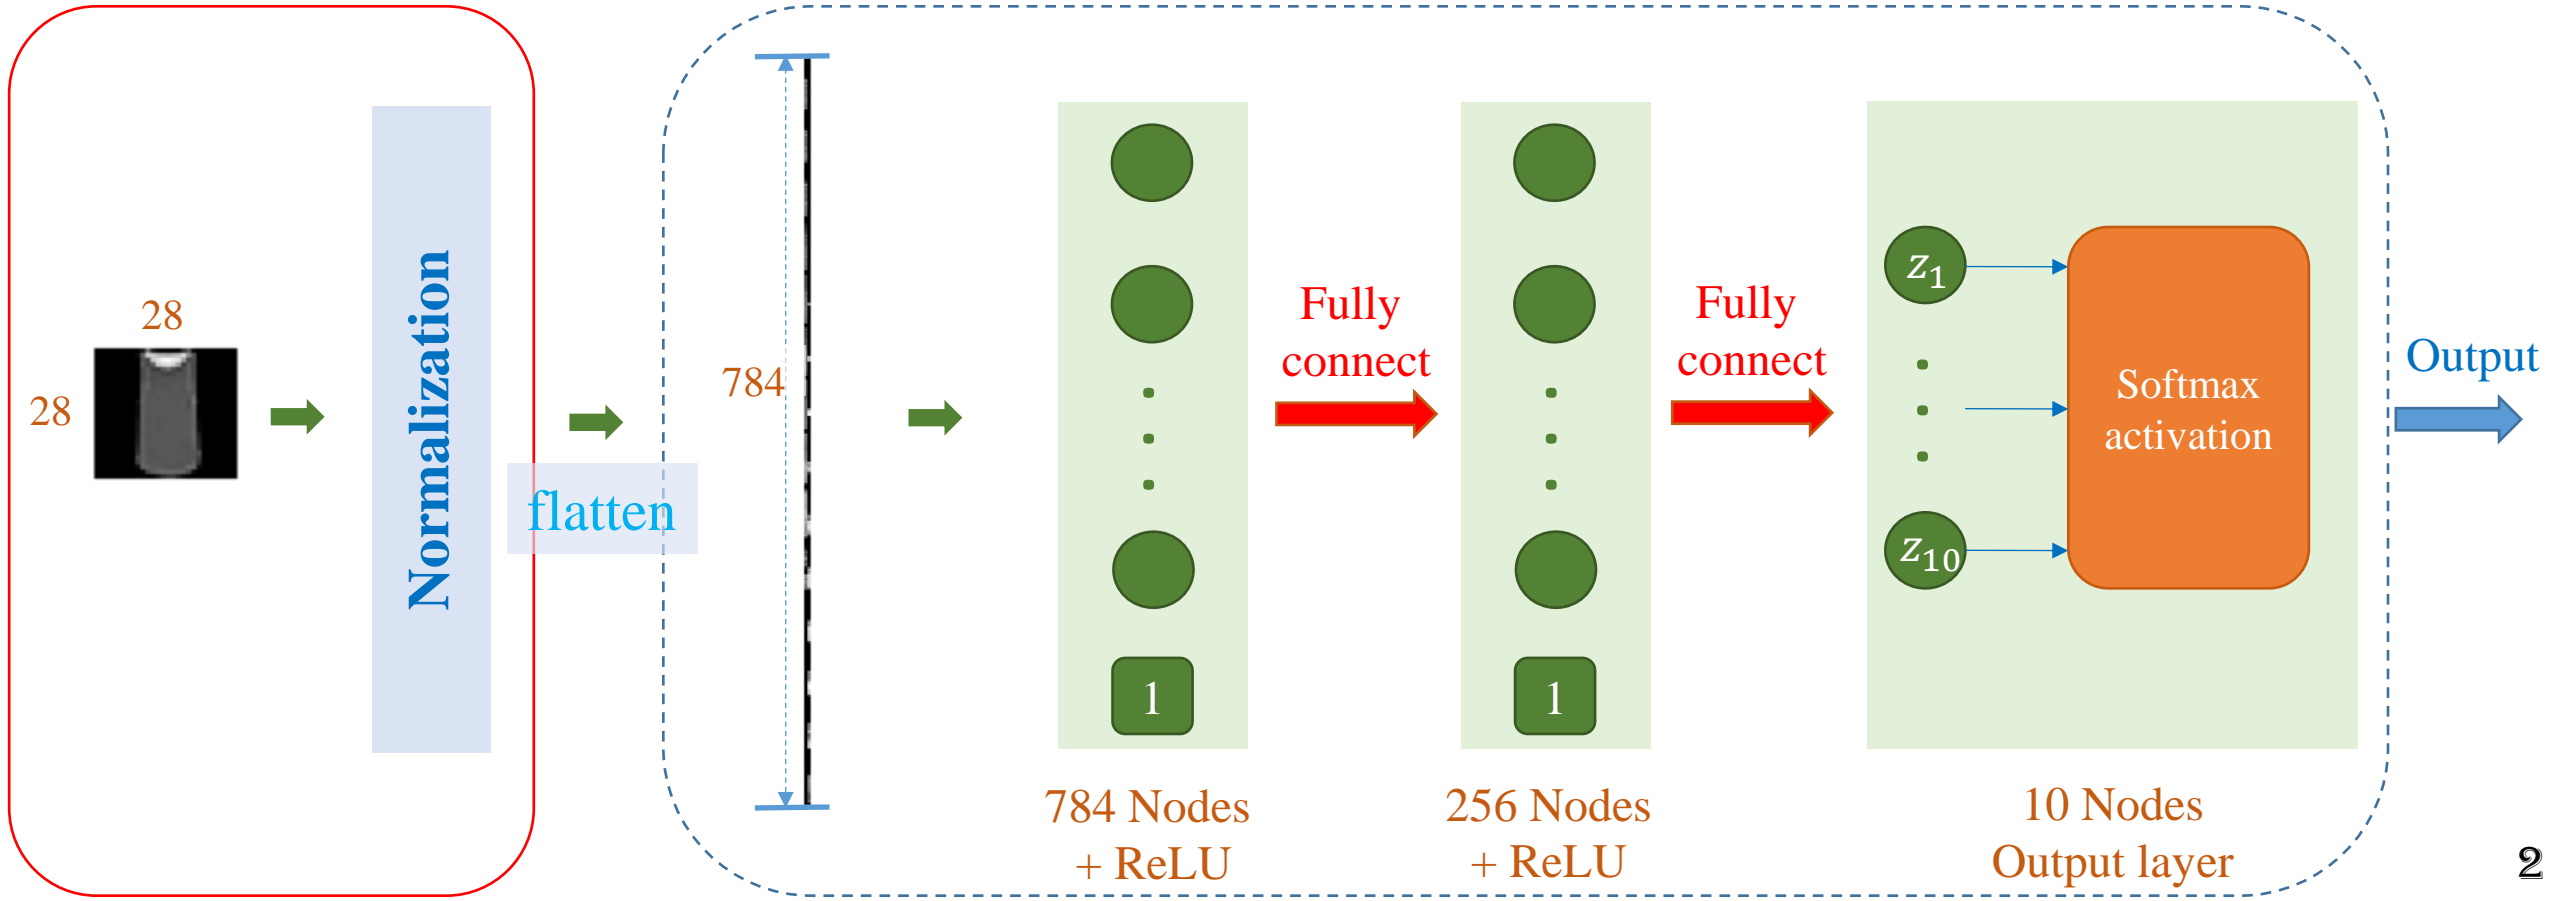 28
28
Normalization
flatten
784
1
784 Nodes
+ ReLU
Fully
connect
1
256 Nodes
+ ReLU
Fully
connect
z₁
z₁₀
Softmax
activation
10 Nodes
Output layer
Output
2